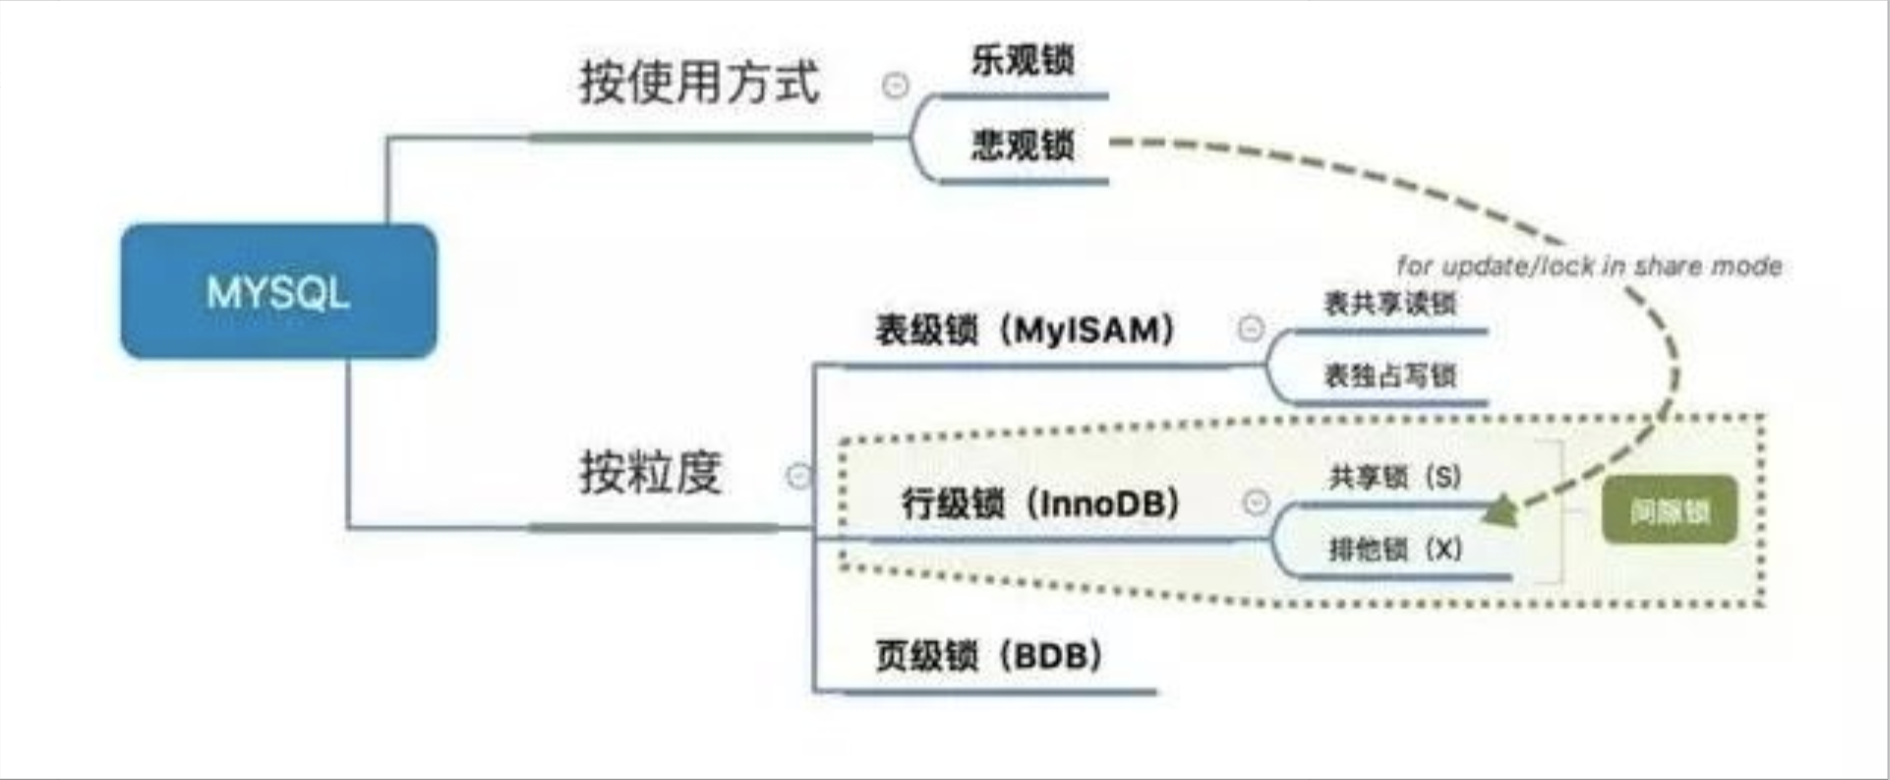 按使用方式
乐观锁
悲观锁
MYSQL
for update/lock in share mode
表级锁（MyISAM）
表共享读锁
表独占写锁
按粒度
行级锁（InnoDB）
共享锁（S）
排他锁（X）
间隙锁
页级锁（BDB）